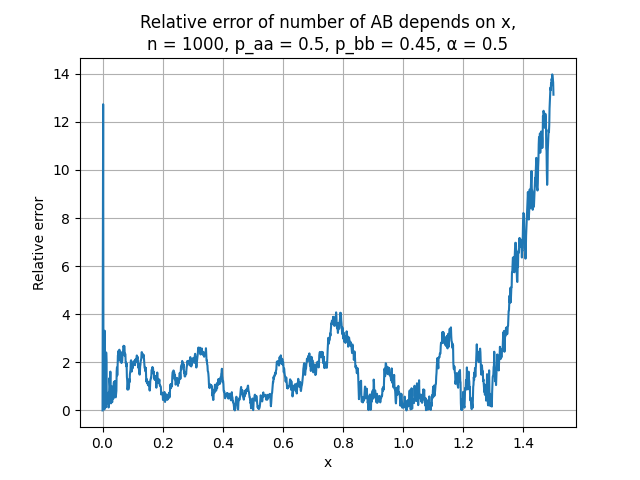 Relative error of number of AB depends on x,
n = 1000, p_aa = 0.5, p_bb = 0.45, α = 0.5
14
12
10
8
6
4
2
0
Relative error
0.0 0.2 0.4 0.6 0.8 1.0 1.2 1.4
x